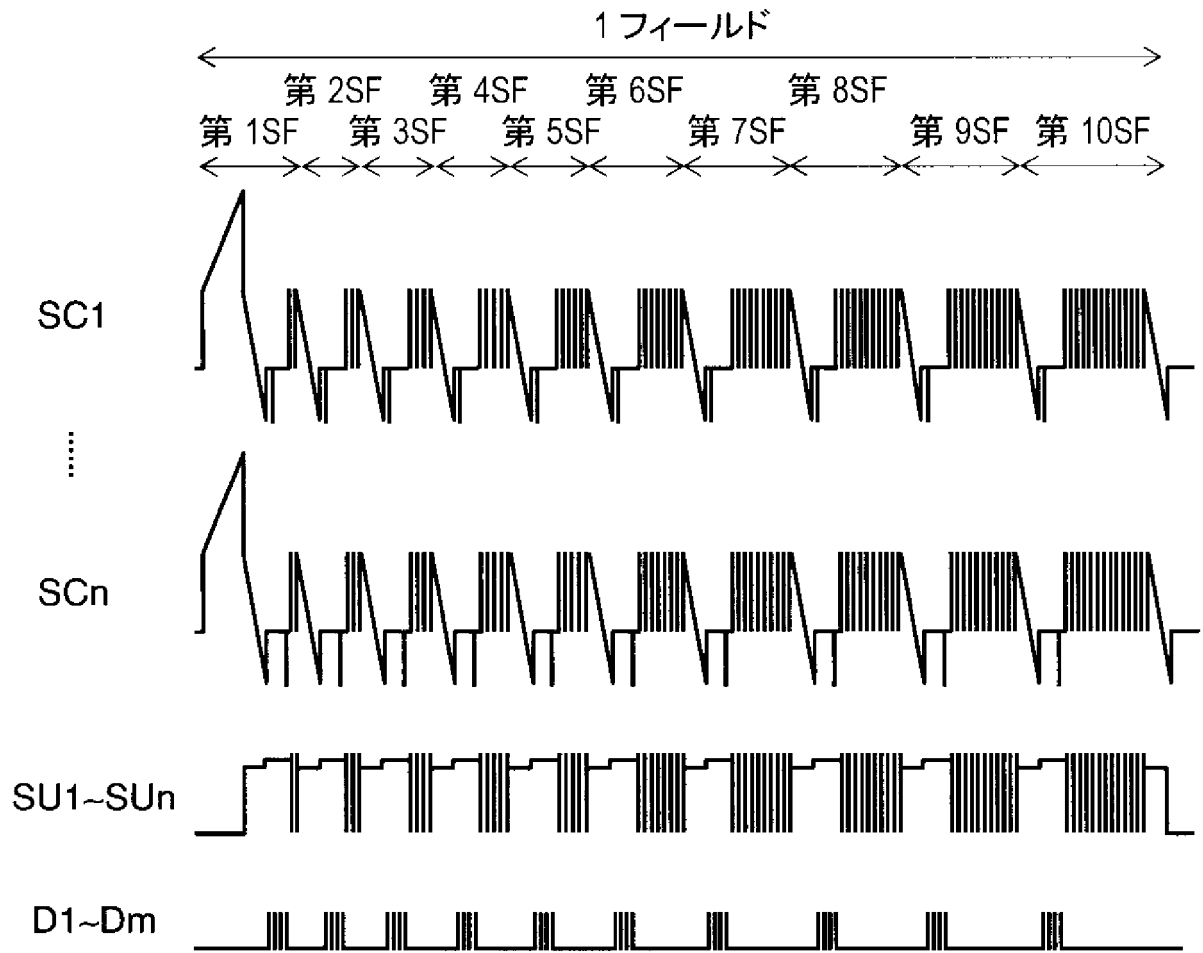 1 フィールド
第 2SF 第 4SF 第 6SF 第 8SF
第 1SF 第 3SF 第 5SF 第 7SF 第 9SF 第 10SF
SC1
SCn
SU1~SUn
D1~Dm